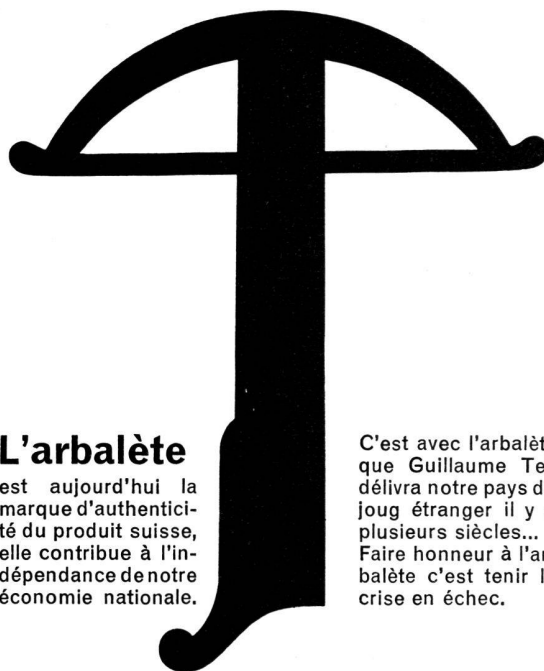 L'arbalète
est aujourd'hui la
marque d'authentici-
té du produit suisse,
elle contribue à l'in-
dépendance de notre
économie nationale.
C'est avec l'arbalèt
que Guillaume Te
délivra notre pays d
joug étranger il y
plusieurs siècles...
Faire honneur à l'ar
balète c'est tenir l
crise en échec.